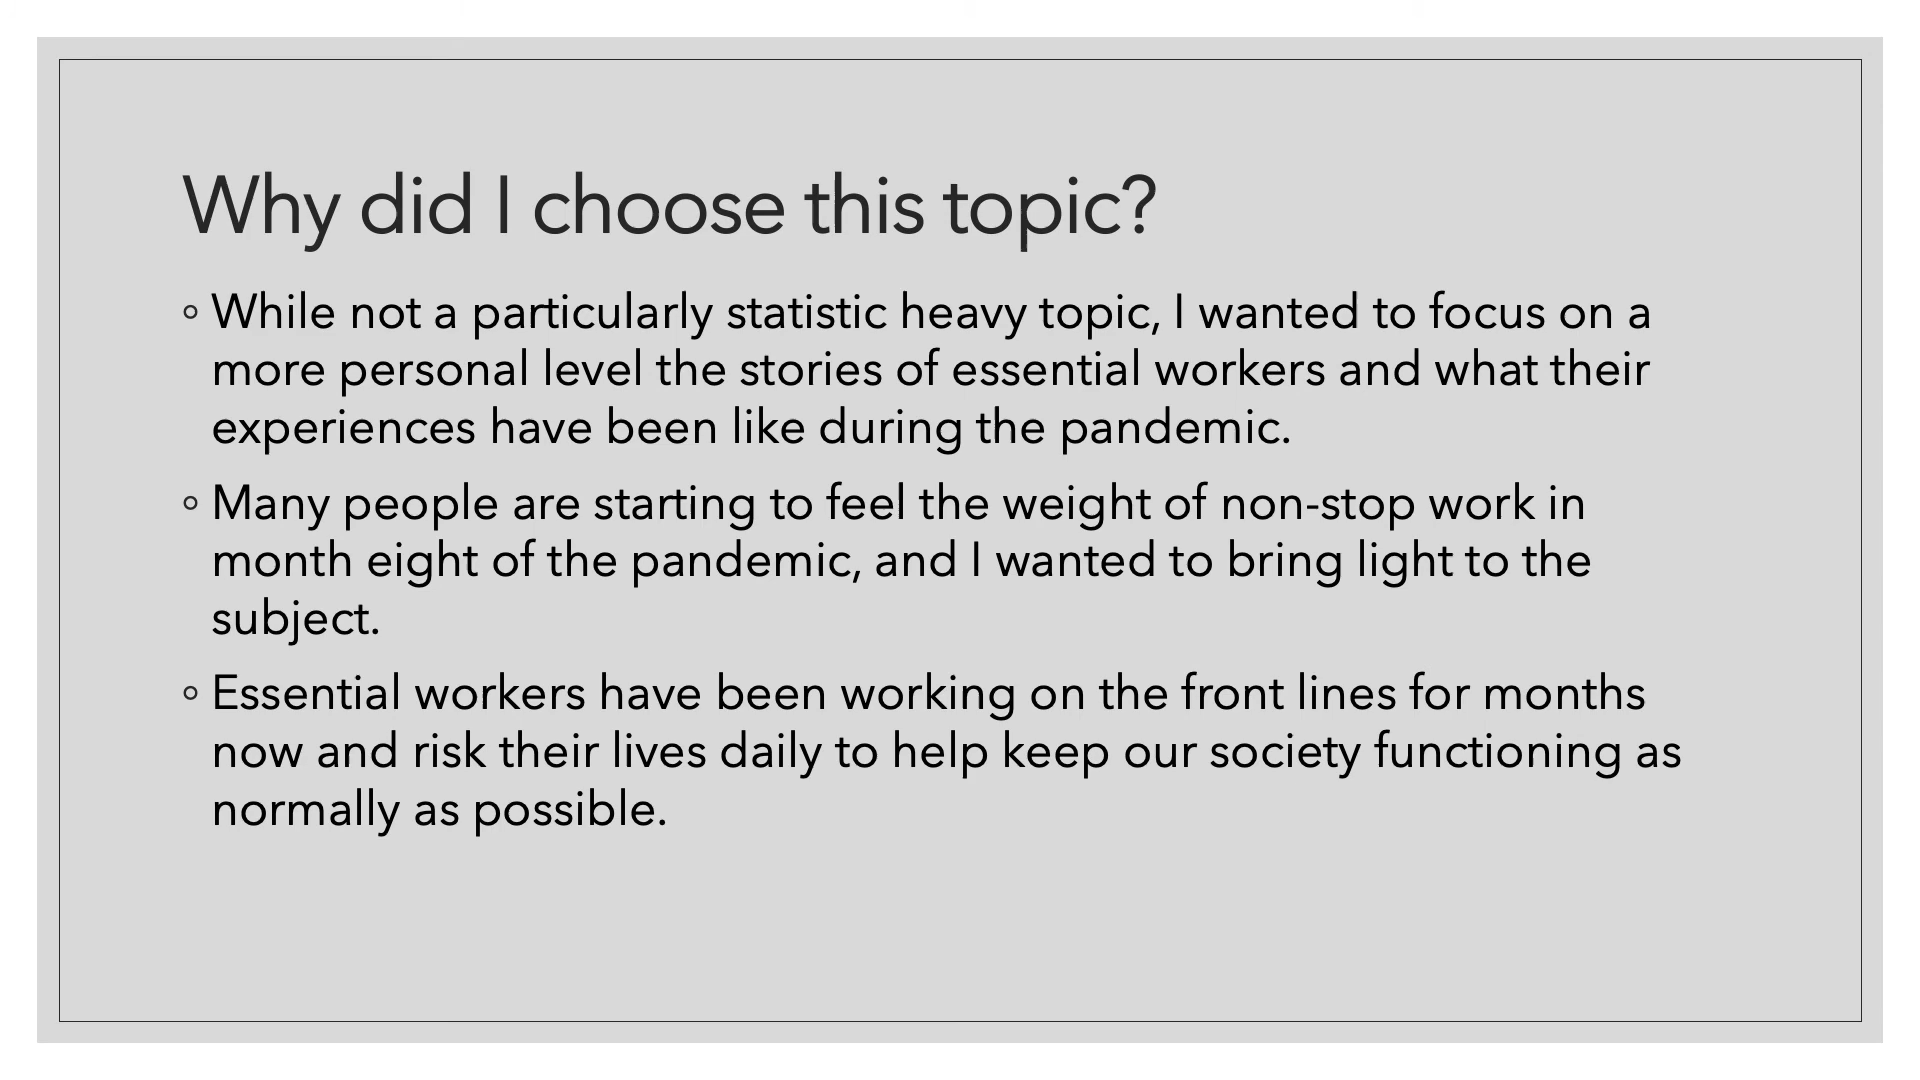 Why did I choose this topic?
◦ While not a particularly statistic heavy topic, I wanted to focus on a
more personal level the stories of essential workers and what their
experiences have been like during the pandemic.
◦ Many people are starting to feel the weight of non-stop work in
month eight of the pandemic, and I wanted to bring light to the
subject.
◦ Essential workers have been working on the front lines for months
now and risk their lives daily to help keep our society functioning as
normally as possible.